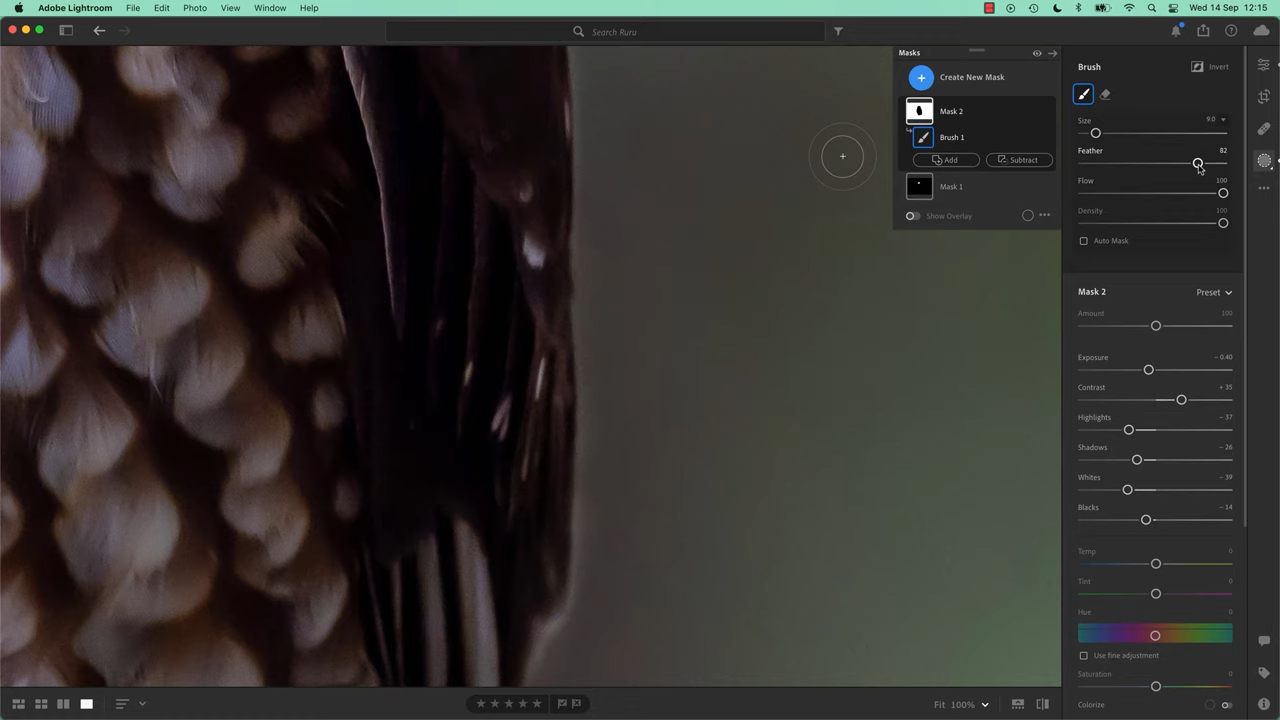 Adobe Lightroom File Edit Photo View Window Help Wed 14 Sep 12:15
Search Ruru
Masks
Create New Mask
Mask 2
Brush 1
Add Subtract
Mask 1
Show Overlay
Brush Invert
Size 9.0
Feather 82
Flow 100
Density 100
Auto Mask
Mask 2 Preset
Amount 100
Exposure - 0.40
Contrast + 35
Highlights - 37
Shadows - 26
Whites - 39
Blacks - 14
Temp 0
Tint 0
Hue 0
Use fine adjustment
Saturation 0
Colorize
Fit 100%